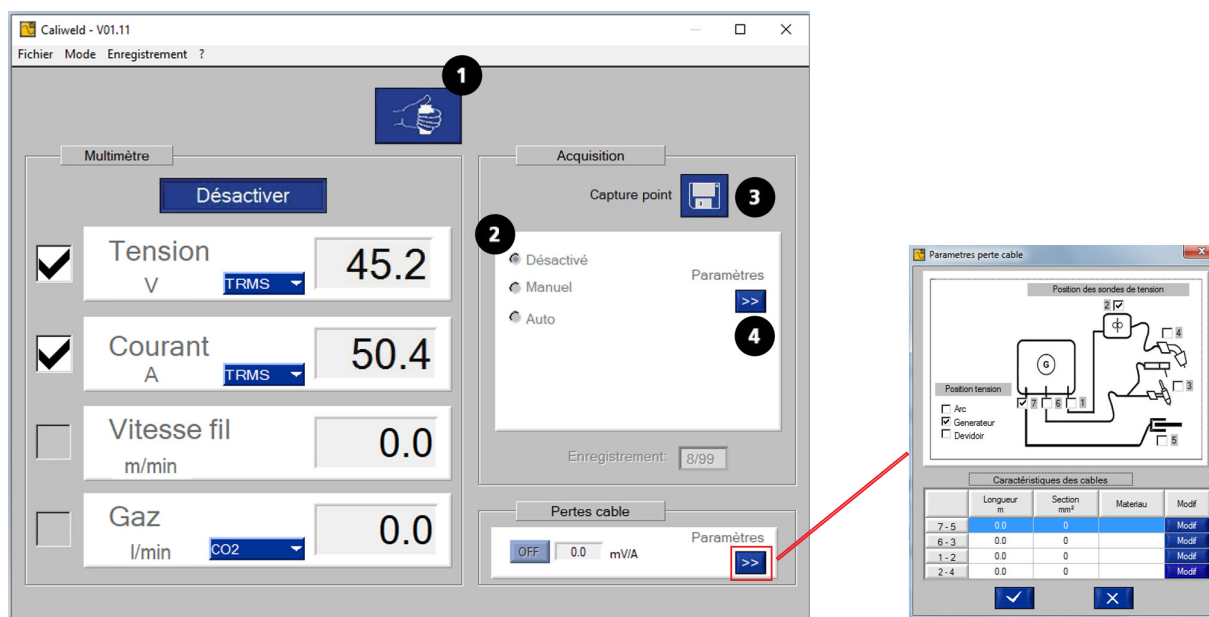 Caliweld - V01.11
Fichier Mode Enregistrement ?
1
Multimètre
Désactiver
Tension
V
TRMS
45.2
Courant
A
TRMS
50.4
Vitesse fil
m/min
0.0
Gaz
l/min
CO2
0.0
Acquisition
Capture point
3
2
Désactivé
Manuel
Auto
Paramètres
>>
4
Enregistrement: 8/99
Pertes cable
OFF 0.0 mV/A
Paramètres
>>
Parametres perte cable
Position des sondes de tension
2
4
G
Position tension
7 6 1
3
Arc
Generateur
Devidoir
5
Caractéristiques des cables
Longueur m Section mm² Materiau Modif
7 - 5 0.0 0 Modif
6 - 3 0.0 0 Modif
1 - 2 0.0 0 Modif
2 - 4 0.0 0 Modif